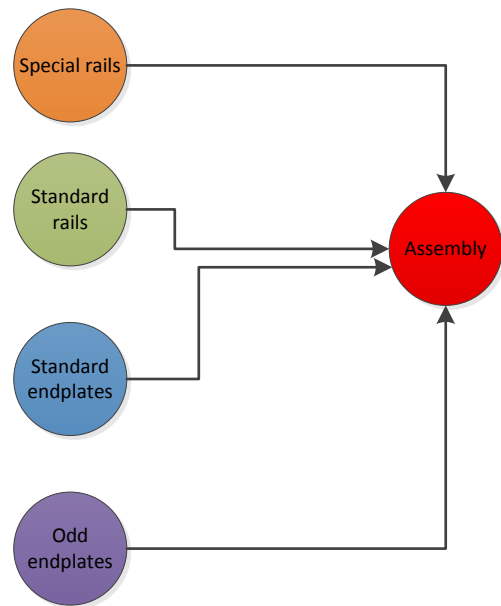 Special rails
Standard
rails
Assembly
Standard
endplates
Odd
endplates